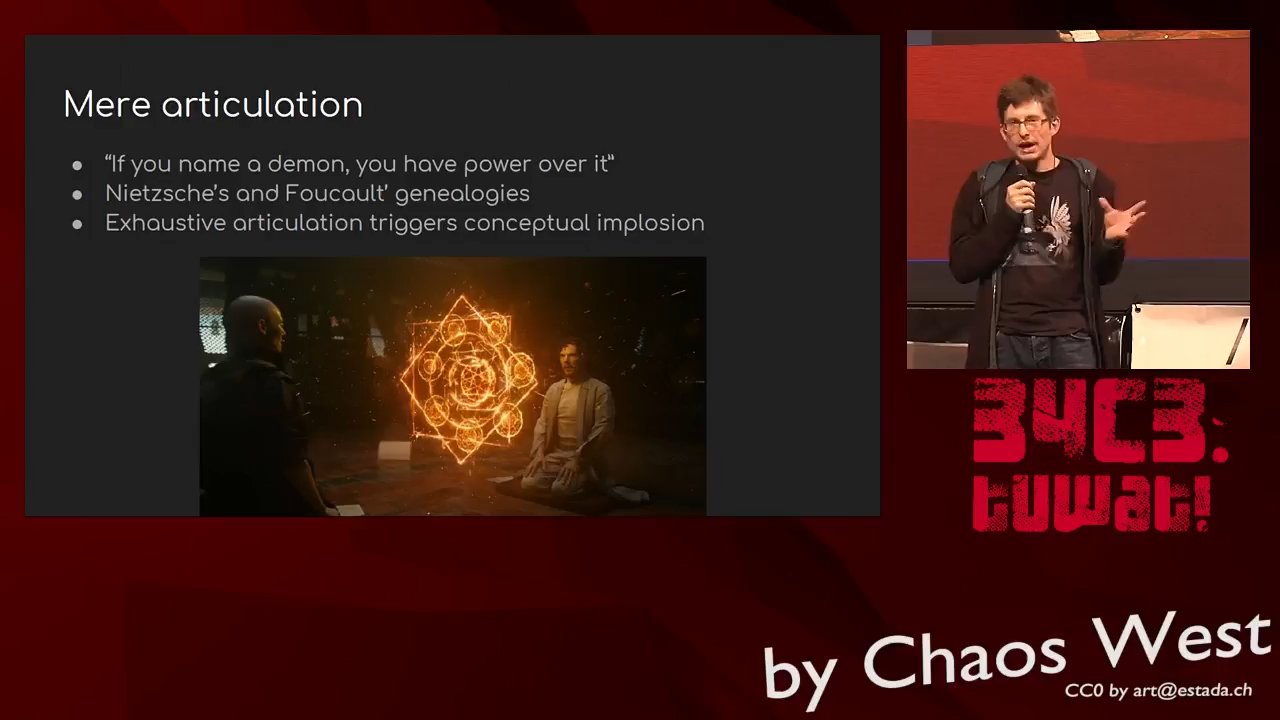 Mere articulation
● “If you name a demon, you have power over it”
● Nietzsche’s and Foucault’ genealogies
● Exhaustive articulation triggers conceptual implosion
34C3:
tuwat!
by Chaos West
CC0 by art@estada.ch